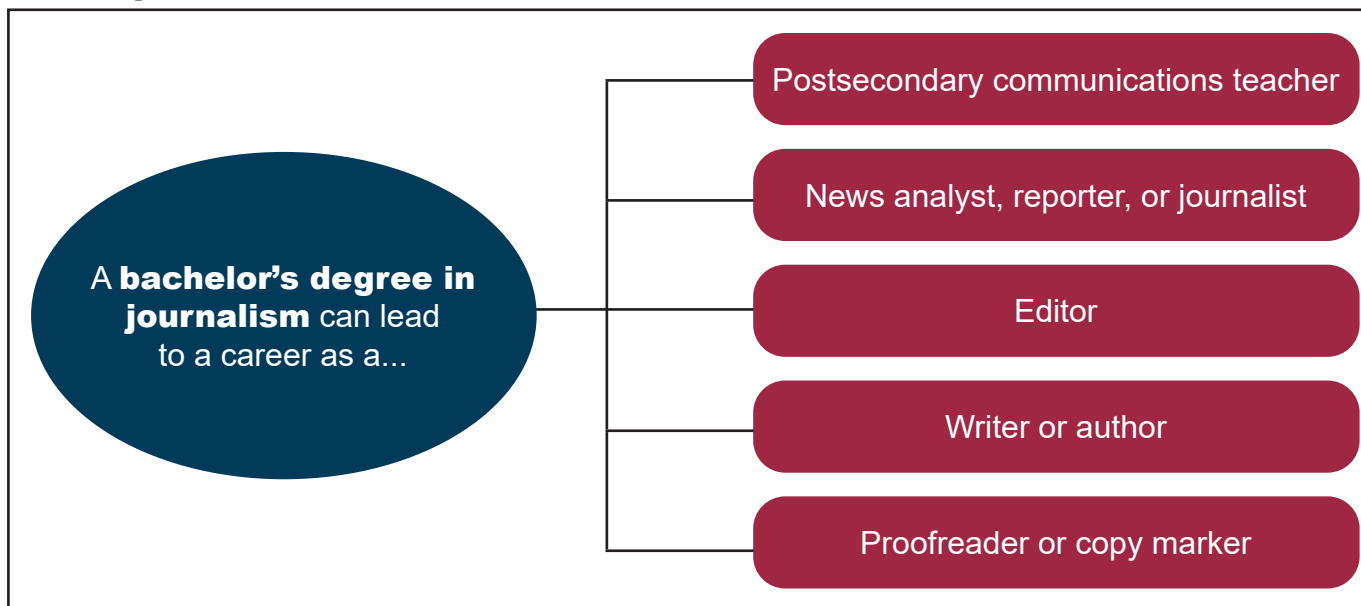 A bachelor's degree in
journalism can lead
to a career as a...
Postsecondary communications teacher
News analyst, reporter, or journalist
Editor
Writer or author
Proofreader or copy marker